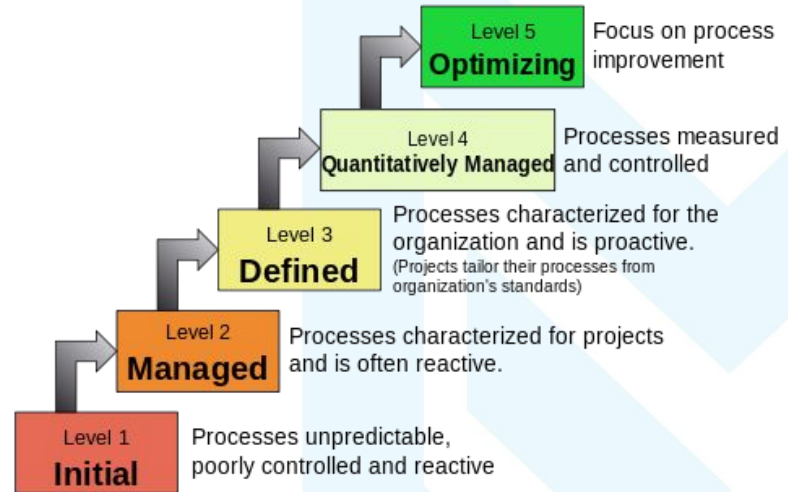 Level 5
Optimizing
Focus on process
improvement
Level 4
Quantitatively Managed
Processes measured
and controlled
Level 3
Defined
Processes characterized for the
organization and is proactive.
(Projects tailor their processes from
organization's standards)
Level 2
Managed
Processes characterized for projects
and is often reactive.
Level 1
Initial
Processes unpredictable,
poorly controlled and reactive